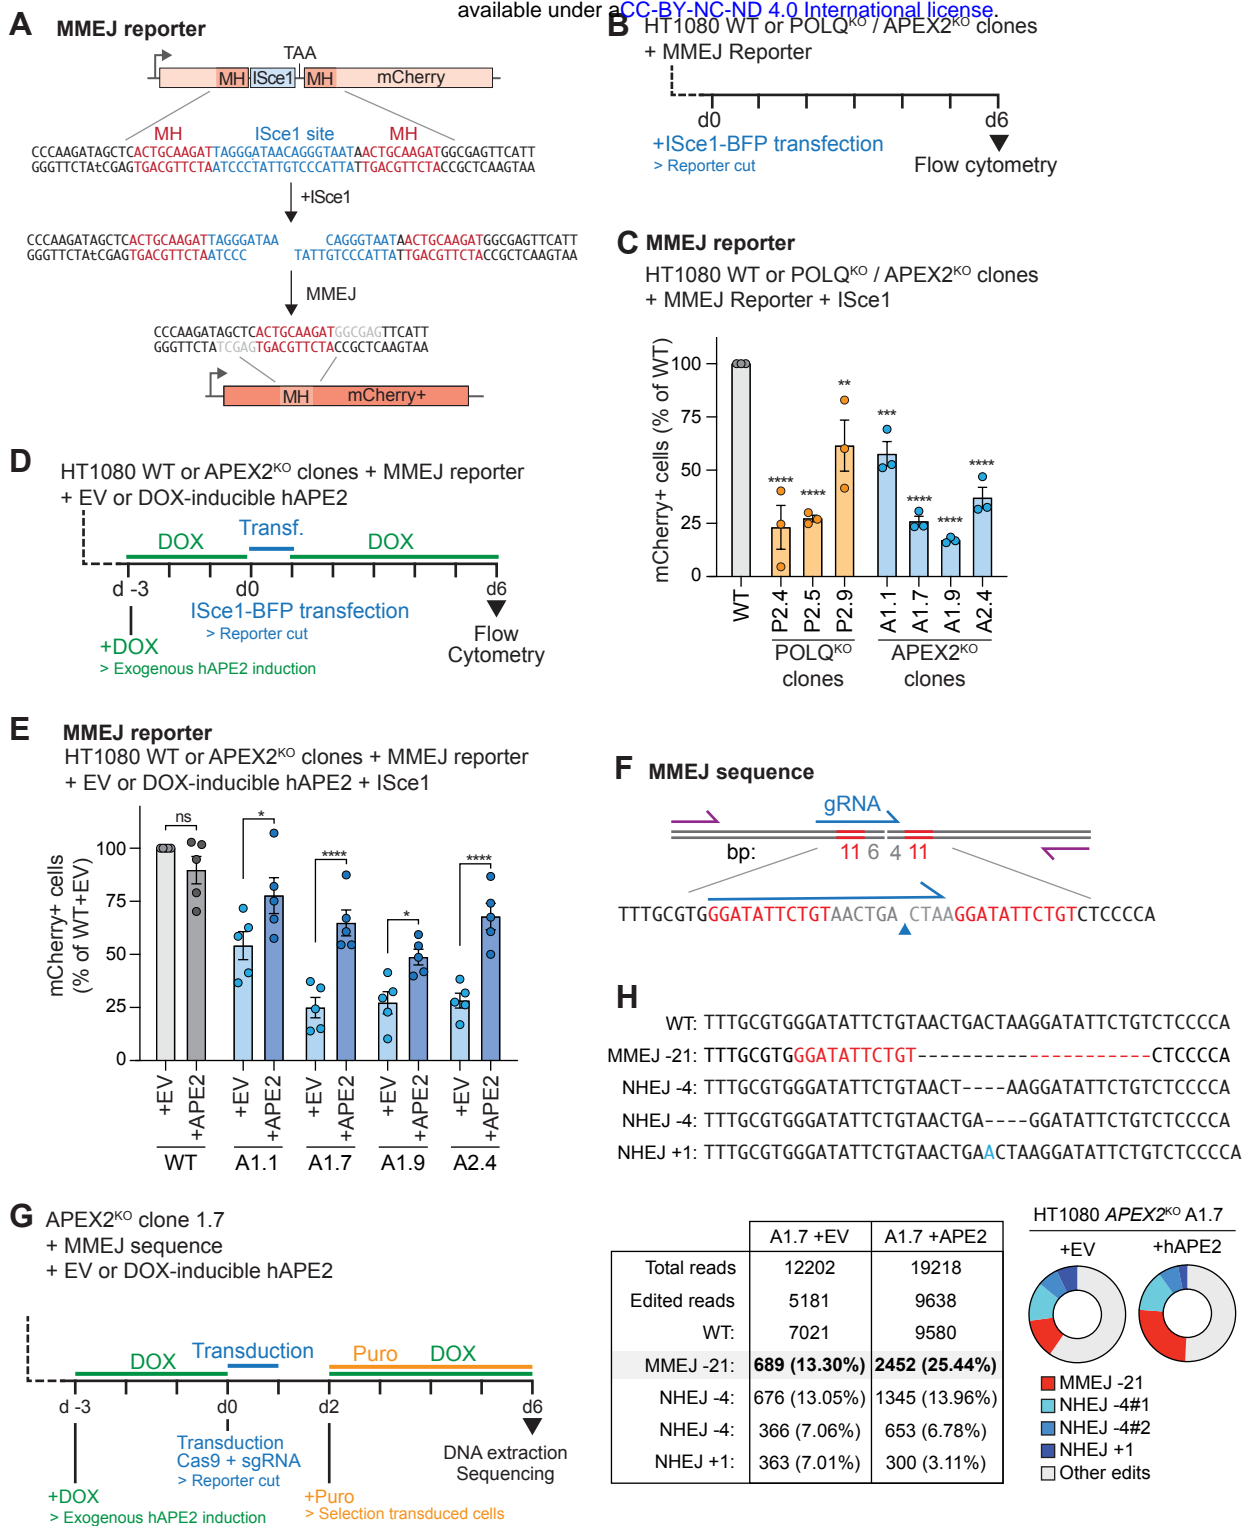 available under aCC-BY-NC-ND 4.0 International license.
A MMEJ reporter
TAA
MH ISce1 MH mCherry
MH ISce1 site MH
CCCAAGATAGCTCACTGCAAGATTAGGGATAACAGGGTAATAACTGCAAGATGGCGAGTTCATT
GGGTTCTAtCGAGTGACGTTCTAATCCCTATTGTCCCATTATTGACGTTCTACCGCTCAAGTAA
+ISce1
CCCAAGATAGCTCACTGCAAGATTAGGGATAA CAGGGTAATAACTGCAAGATGGCGAGTTCATT
GGGTTCTAtCGAGTGACGTTCTAATCCC TATTGTCCCATTATTGACGTTCTACCGCTCAAGTAA
MMEJ
CCCAAGATAGCTCACTGCAAGATGGCGAGTTCATT
GGGTTCTATCGAGTGACGTTCTACCGCTCAAGTAA
MH mCherry+
B HT1080 WT or POLQKO / APEX2KO clones
+ MMEJ Reporter
d0 d6
+ISce1-BFP transfection
> Reporter cut
Flow cytometry
C MMEJ reporter
HT1080 WT or POLQKO / APEX2KO clones
+ MMEJ Reporter + ISce1
mCherry+ cells (% of WT)
100
75
50
25
0
**** **** ** *** **** **** ****
WT P2.4 P2.5 P2.9 A1.1 A1.7 A1.9 A2.4
POLQKO clones
APEX2KO clones
D HT1080 WT or APEX2KO clones + MMEJ reporter
+ EV or DOX-inducible hAPE2
Transf.
DOX DOX
d -3 d0 d6
ISce1-BFP transfection
> Reporter cut
+DOX
> Exogenous hAPE2 induction
Flow
Cytometry
E MMEJ reporter
HT1080 WT or APEX2KO clones + MMEJ reporter
+ EV or DOX-inducible hAPE2 + ISce1
mCherry+ cells
(% of WT+EV)
100
75
50
25
0
ns * **** * ****
+EV +APE2 +EV +APE2 +EV +APE2 +EV +APE2 +EV +APE2
WT A1.1 A1.7 A1.9 A2.4
F MMEJ sequence
gRNA
bp: 11 6 4 11
TTTGCGTGGGATATTCTGTAACTGA CTAAGGATATTCTGTCTCCCCA
G APEX2KO clone 1.7
+ MMEJ sequence
+ EV or DOX-inducible hAPE2
DOX Transduction Puro DOX
d -3 d0 d2 d6
Transduction
Cas9 + sgRNA
> Reporter cut
DNA extraction
Sequencing
+DOX
> Exogenous hAPE2 induction
+Puro
> Selection transduced cells
H
WT: TTTGCGTGGGATATTCTGTAACTGACTAAGGATATTCTGTCTCCCCA
MMEJ -21: TTTGCGTGGGATATTCTGT---------------------CTCCCCA
NHEJ -4: TTTGCGTGGGATATTCTGTAACT----AAGGATATTCTGTCTCCCCA
NHEJ -4: TTTGCGTGGGATATTCTGTAACTGA----GGATATTCTGTCTCCCCA
NHEJ +1: TTTGCGTGGGATATTCTGTAACTGAACTAAGGATATTCTGTCTCCCCA
A1.7 +EV A1.7 +APE2
Total reads 12202 19218
Edited reads 5181 9638
WT: 7021 9580
MMEJ -21: 689 (13.30%) 2452 (25.44%)
NHEJ -4: 676 (13.05%) 1345 (13.96%)
NHEJ -4: 366 (7.06%) 653 (6.78%)
NHEJ +1: 363 (7.01%) 300 (3.11%)
HT1080 APEX2KO A1.7
+EV +hAPE2
MMEJ -21
NHEJ -4#1
NHEJ -4#2
NHEJ +1
Other edits